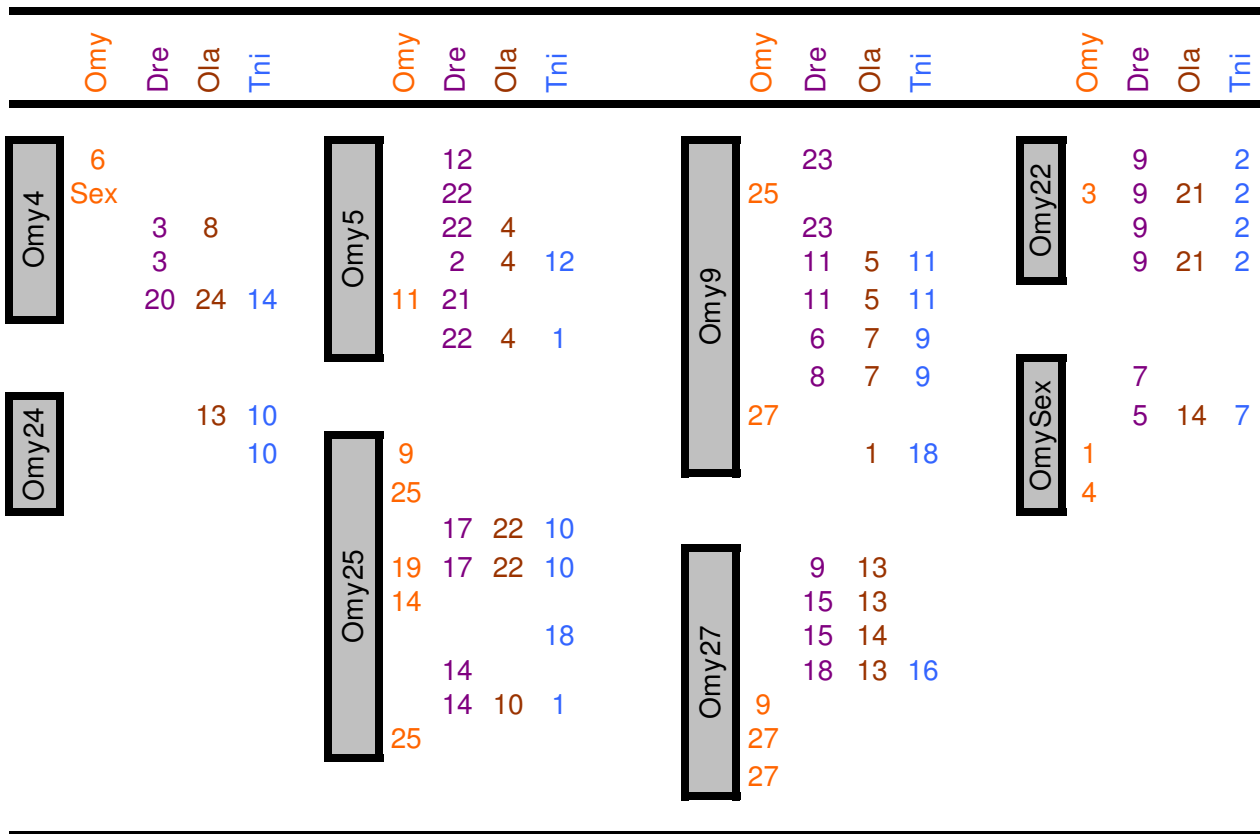 Omy Dre Ola Tni Omy Dre Ola Tni Omy Dre Ola Tni Omy Dre Ola Tni
Omy4
6
Sex
3 8
3
20 24 14
Omy24
13 10
10
Omy5
12
22
22 4
2 4 12
11 21
22 4 1
Omy25
9
25
17 22 10
19 17 22 10
14
18
14
14 10 1
25
Omy9
23
25
23
11 5 11
11 5 11
6 7 9
8 7 9
27
1 18
Omy27
9 13
15 13
15 14
18 13 16
9
27
27
Omy22
9 2
3 9 21 2
9 2
9 21 2
OmySex
7
5 14 7
1
4